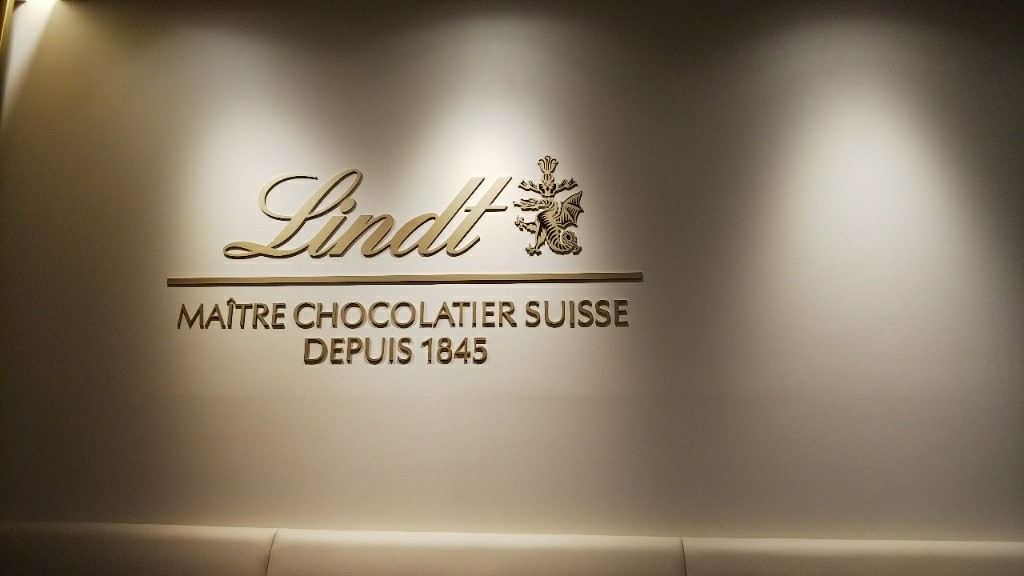 Lindt
MAÎTRE CHOCOLATIER SUISSE
DEPUIS 1845